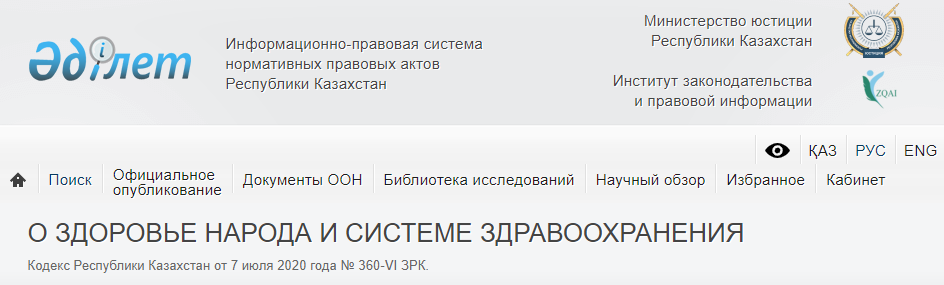 Әділет
Информационно-правовая система
нормативных правовых актов
Республики Казахстан
Министерство юстиции
Республики Казахстан
Институт законодательства
и правовой информации
ZQAI
ҚАЗ РУС ENG
Поиск Официальное опубликование Документы ООН Библиотека исследований Научный обзор Избранное Кабинет
О ЗДОРОВЬЕ НАРОДА И СИСТЕМЕ ЗДРАВООХРАНЕНИЯ
Кодекс Республики Казахстан от 7 июля 2020 года № 360-VI ЗРК.